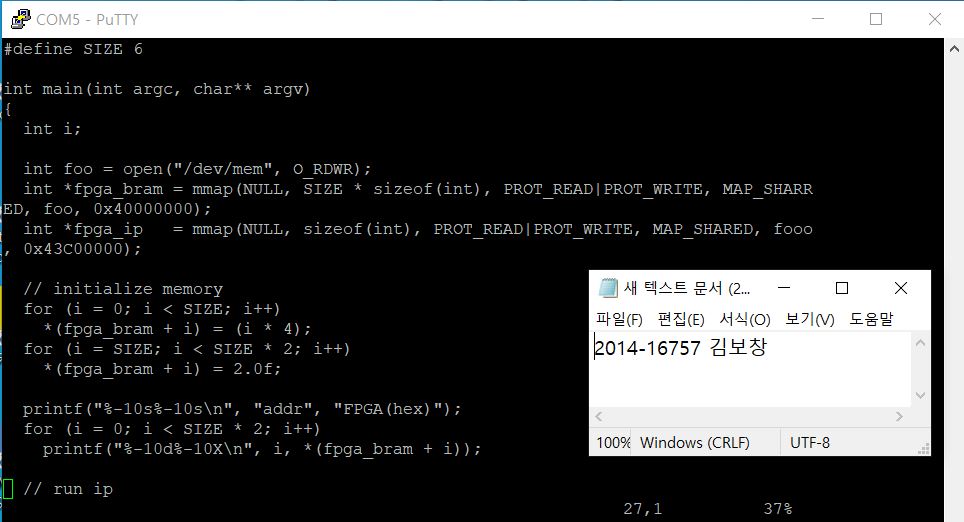 COM5 - PuTTY
#define SIZE 6
int main(int argc, char** argv)
{
int i;
int foo = open("/dev/mem", O_RDWR);
int *fpga_bram = mmap(NULL, SIZE * sizeof(int), PROT_READ|PROT_WRITE, MAP_SHARR
ED, foo, 0x40000000);
int *fpga_ip   = mmap(NULL, sizeof(int), PROT_READ|PROT_WRITE, MAP_SHARED, fooo
, 0x43C00000);
// initialize memory
for (i = 0; i < SIZE; i++)
*(fpga_bram + i) = (i * 4);
for (i = SIZE; i < SIZE * 2; i++)
*(fpga_bram + i) = 2.0f;
printf("%-10s%-10s\n", "addr", "FPGA(hex)");
for (i = 0; i < SIZE * 2; i++)
printf("%-10d%-10X\n", i, *(fpga_bram + i));
// run ip
27,1 37%
새 텍스트 문서 (2...
파일(F) 편집(E) 서식(O) 보기(V) 도움말
2014-16757 김보창
100% Windows (CRLF) UTF-8